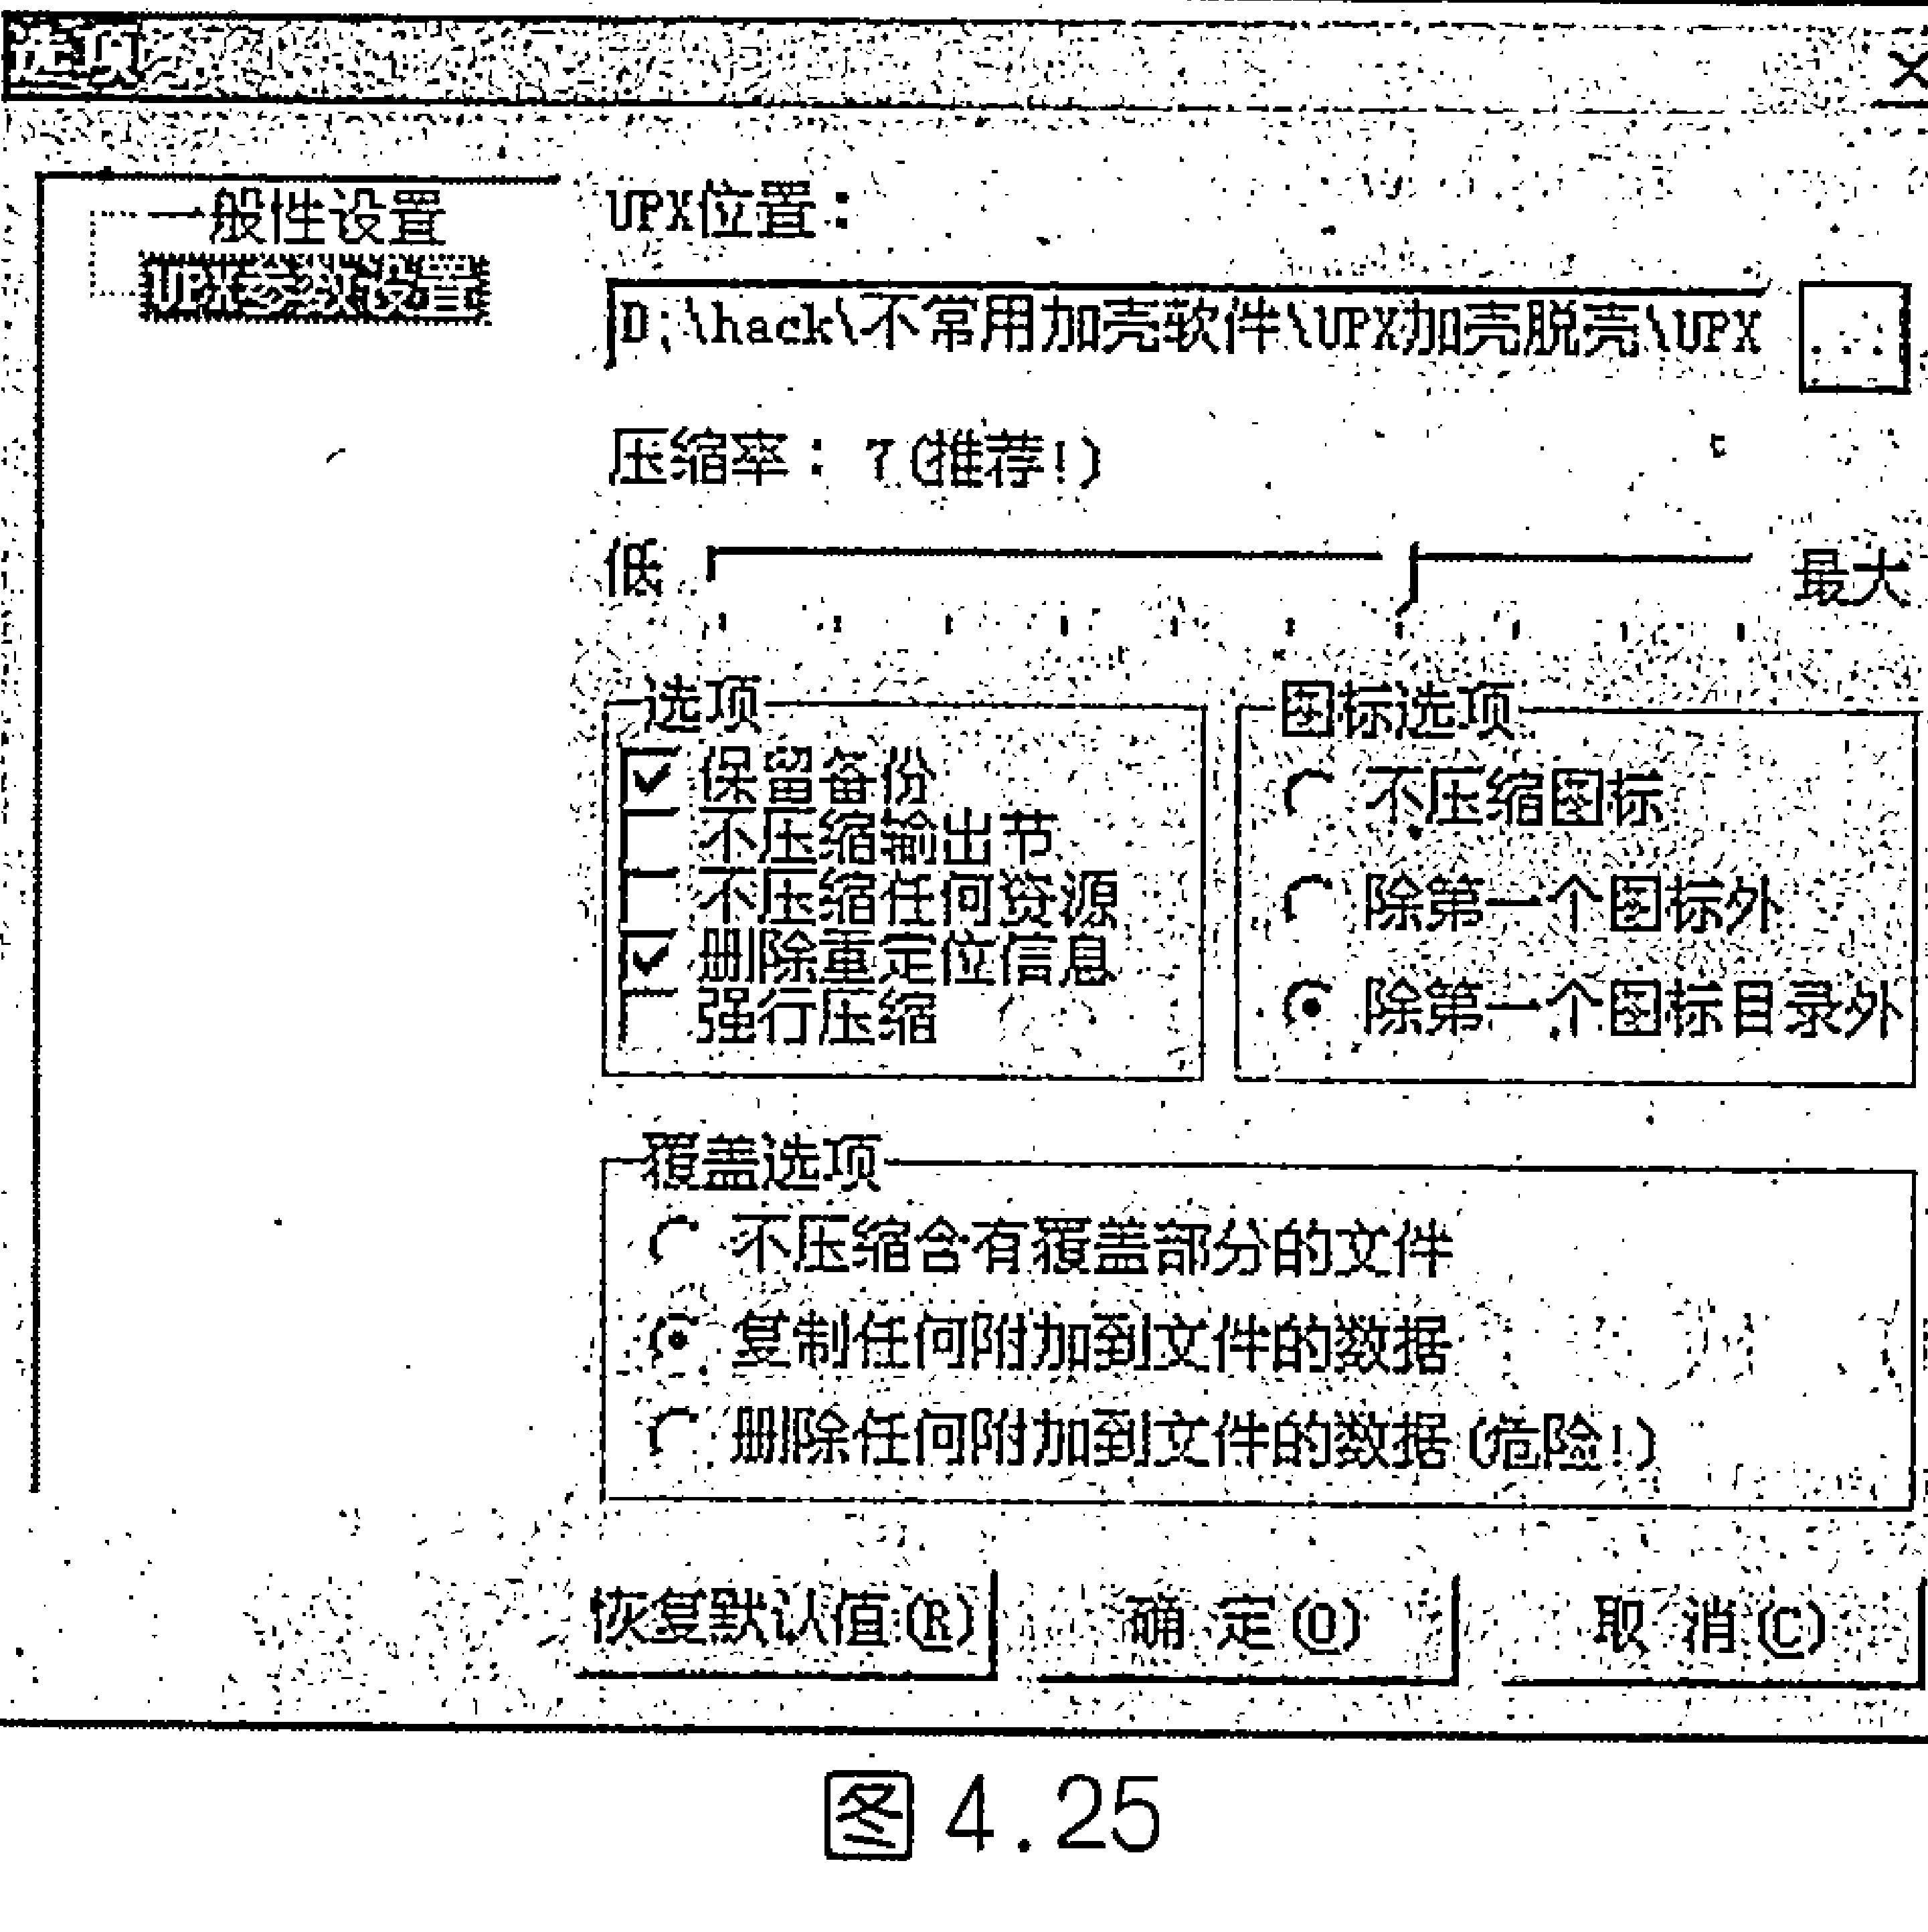 选项
一般性设置
UPX参数设置
UPX位置：
D:\hack\不常用加壳软件\UPX加壳脱壳\UPX
...
压缩率：7(推荐!)
低
最大
选项
保留备份
不压缩输出节
不压缩任何资源
删除重定位信息
强行压缩
图标选项
不压缩图标
除第一个图标外
除第一个图标目录外
覆盖选项
不压缩含有覆盖部分的文件
复制任何附加到文件的数据
删除任何附加到文件的数据(危险!)
恢复默认值(R)
确 定(O)
取 消(C)
图 4.25